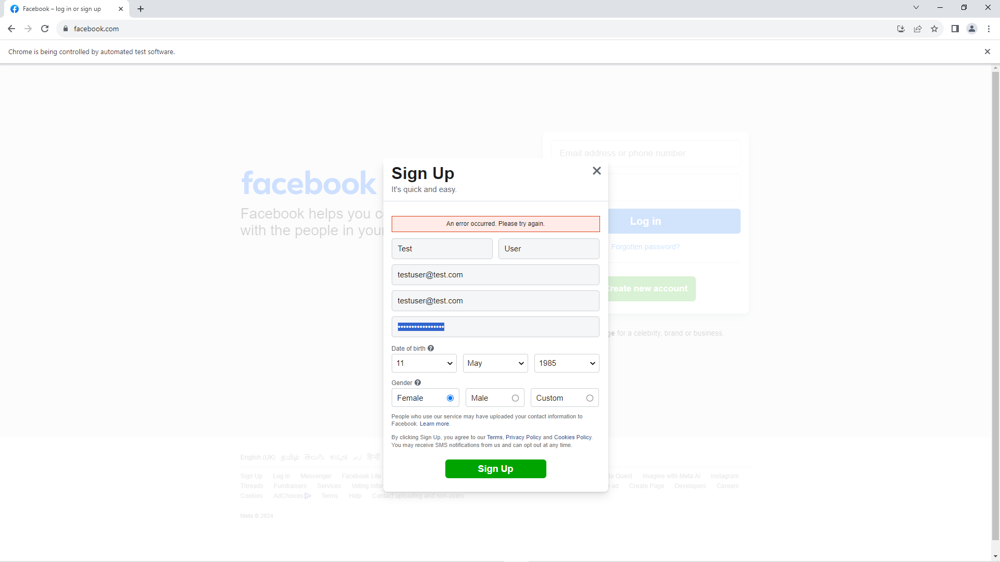 Facebook – log in or sign up
facebook.com
Chrome is being controlled by automated test software.
Email address or phone number
Sign Up
It's quick and easy.
facebook
Facebook helps you c
with the people in your
Log in
Forgotten password?
An error occurred. Please try again.
Test
User
testuser@test.com
testuser@test.com
•••••••••••••••••
Create new account
ge for a celebrity, brand or business.
Date of birth
11
May
1985
Gender
Female
Male
Custom
People who use our service may have uploaded your contact information to
Facebook. Learn more.
By clicking Sign Up, you agree to our Terms, Privacy Policy and Cookies Policy.
You may receive SMS notifications from us and can opt out at any time.
Sign Up
English (UK) தமிழ் తెలుగు ಕನ್ನಡ اردو हिन्दी
Sign Up Log in Messenger Facebook Lite ta Quest Imagine with Meta AI Instagram
Threads Fundraisers Services Voting Infor e ad Create Page Developers Careers
Cookies AdChoices Terms Help Contact uploading and non-users
Meta © 2024